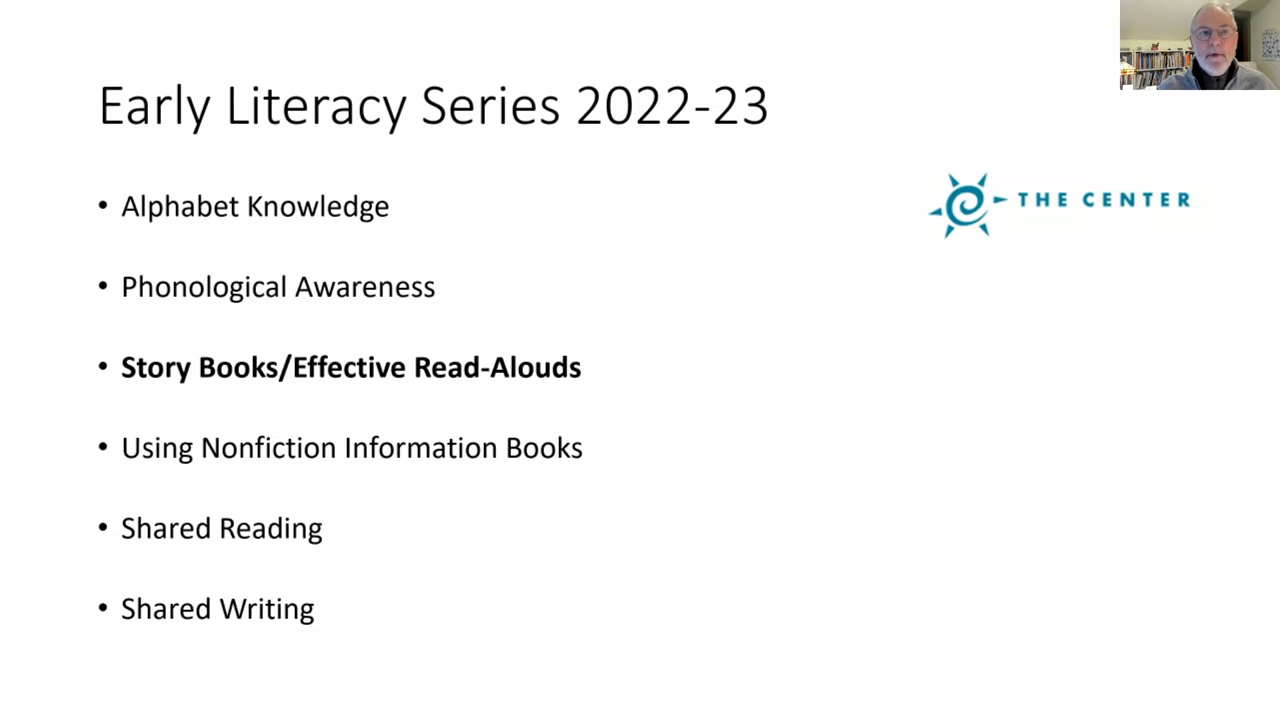 Early Literacy Series 2022-23
THE CENTER
• Alphabet Knowledge
• Phonological Awareness
• Story Books/Effective Read-Alouds
• Using Nonfiction Information Books
• Shared Reading
• Shared Writing